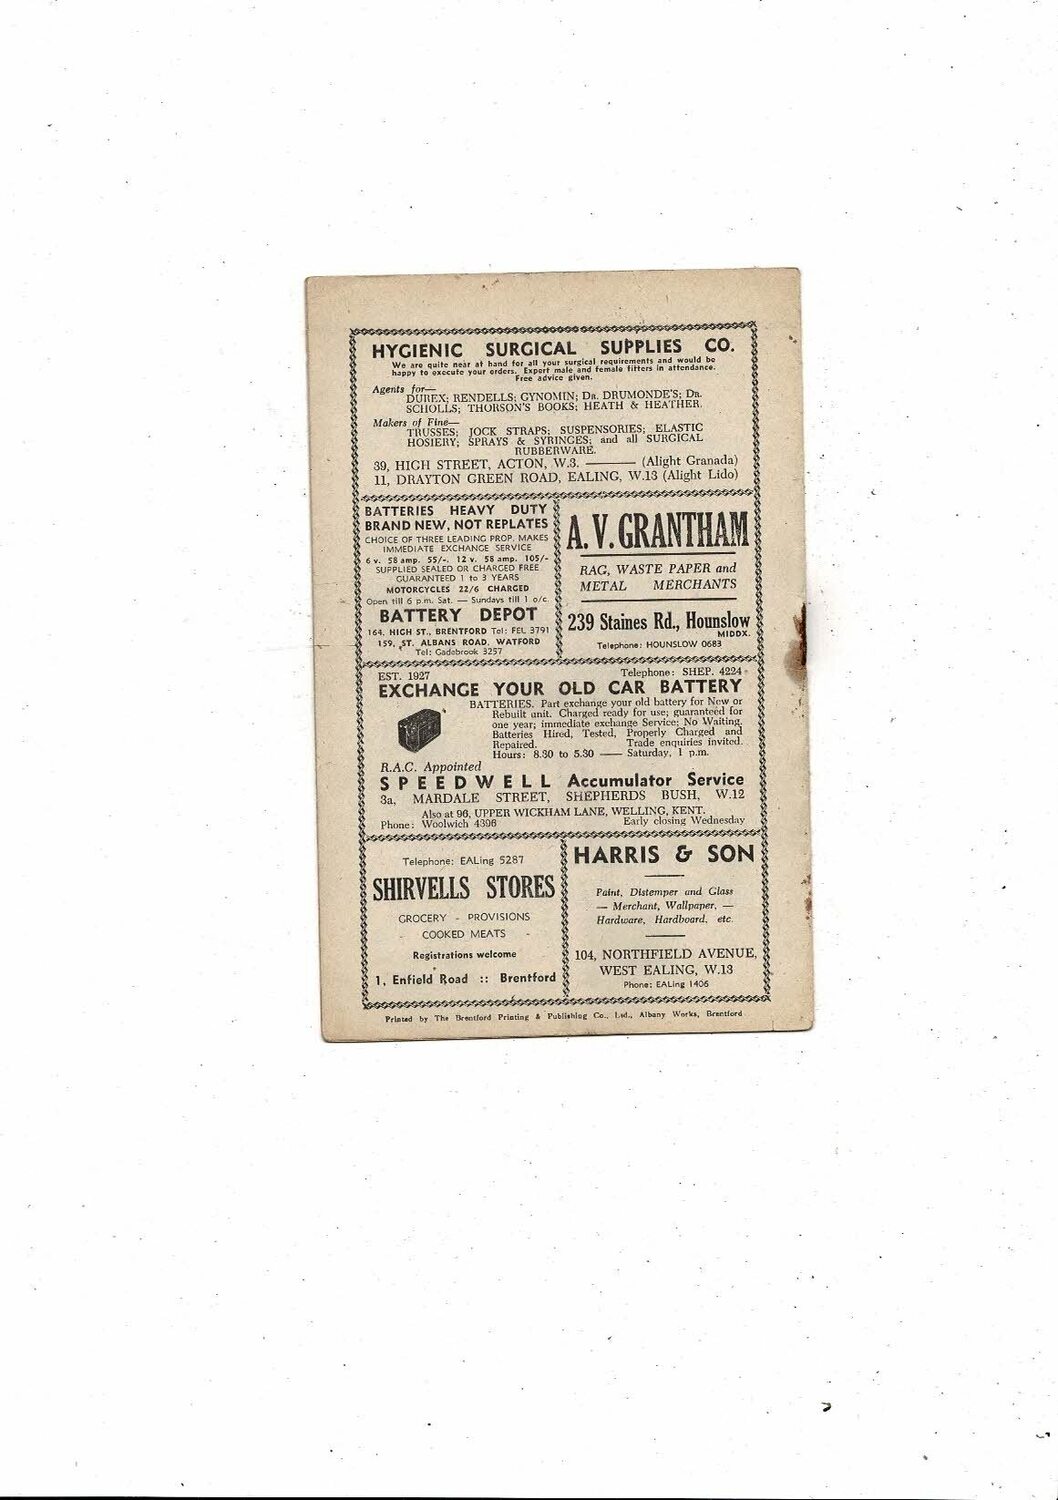 HYGIENIC SURGICAL SUPPLIES CO.
We are quite near at hand for all your surgical requirements and would be
happy to execute your orders. Expert male and female fitters in attendance.
Free advice given.
Agents for—
DUREX; RENDELLS; GYNOMIN; Dr. DRUMONDE'S; Dr.
SCHOLLS; THORSON'S BOOKS; HEATH & HEATHER.
Makers of Fine—
TRUSSES; JOCK STRAPS; SUSPENSORIES; ELASTIC
HOSIERY; SPRAYS & SYRINGES; and all SURGICAL
RUBBERWARE.
39, HIGH STREET, ACTON, W.3. ——— (Alight Granada)
11, DRAYTON GREEN ROAD, EALING, W.13 (Alight Lido)
BATTERIES HEAVY DUTY
BRAND NEW, NOT REPLATES
CHOICE OF THREE LEADING PROP. MAKES
IMMEDIATE EXCHANGE SERVICE
6 v. 58 amp. 55/-. 12 v. 58 amp. 105/-
SUPPLIED SEALED OR CHARGED FREE
GUARANTEED 1 to 3 YEARS
MOTORCYCLES 22/6 CHARGED
Open till 6 p.m. Sat. — Sundays till 1 o/c.
BATTERY DEPOT
164, HIGH ST., BRENTFORD Tel: FEL 3791
159, ST. ALBANS ROAD, WATFORD
Tel: Gadebrook 3257
A. V. GRANTHAM
RAG, WASTE PAPER and
METAL MERCHANTS
239 Staines Rd., Hounslow
MIDDX.
Telephone: HOUNSLOW 0683
EST. 1927 Telephone: SHEP. 4224
EXCHANGE YOUR OLD CAR BATTERY
BATTERIES. Part exchange your old battery for New or
Rebuilt unit. Charged ready for use; guaranteed for
one year; immediate exchange Service: No Waiting,
Batteries Hired, Tested, Properly Charged and
Repaired. Trade enquiries invited.
Hours: 8.30 to 5.30 —— Saturday, 1 p.m.
R.A.C. Appointed
SPEEDWELL Accumulator Service
3a, MARDALE STREET, SHEPHERDS BUSH, W.12
Also at 96, UPPER WICKHAM LANE, WELLING, KENT.
Phone: Woolwich 4396 Early closing Wednesday
Telephone: EALing 5287
SHIRVELLS STORES
GROCERY - PROVISIONS
- COOKED MEATS -
Registrations welcome
1, Enfield Road :: Brentford
HARRIS & SON
Paint, Distemper and Glass
— Merchant, Wallpaper, —
Hardware, Hardboard, etc.
104, NORTHFIELD AVENUE,
WEST EALING, W.13
Phone: EALing 1406
Printed by The Brentford Printing & Publishing Co., Ltd., Albany Works, Brentford